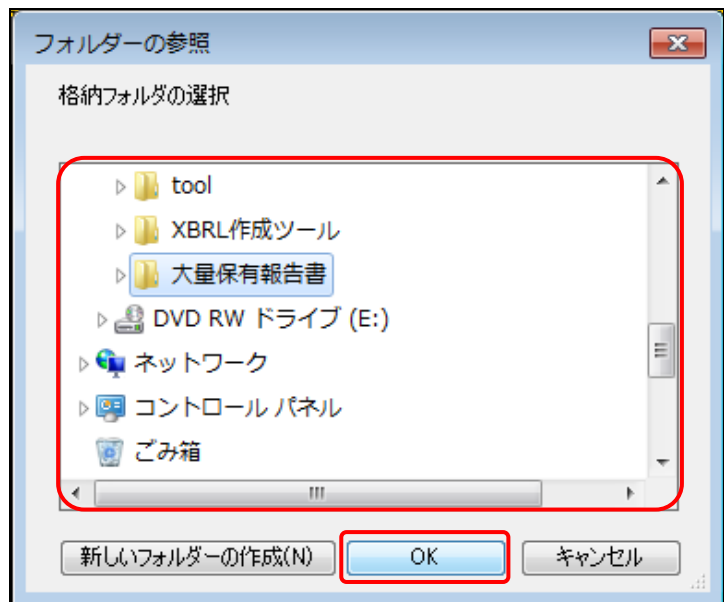 フォルダーの参照
格納フォルダの選択
tool
XBRL作成ツール
大量保有報告書
DVD RW ドライブ (E:)
ネットワーク
コントロール パネル
ごみ箱
新しいフォルダーの作成(N) OK キャンセル